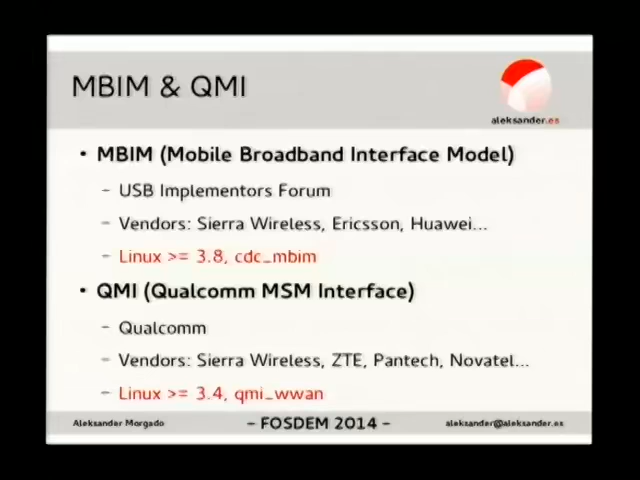 MBIM & QMI
aleksander.es
• MBIM (Mobile Broadband Interface Model)
– USB Implementors Forum
– Vendors: Sierra Wireless, Ericsson, Huawei...
– Linux >= 3.8, cdc_mbim
• QMI (Qualcomm MSM Interface)
– Qualcomm
– Vendors: Sierra Wireless, ZTE, Pantech, Novatel...
– Linux >= 3.4, qmi_wwan
Aleksander Morgado
– FOSDEM 2014 –
aleksander@aleksander.es